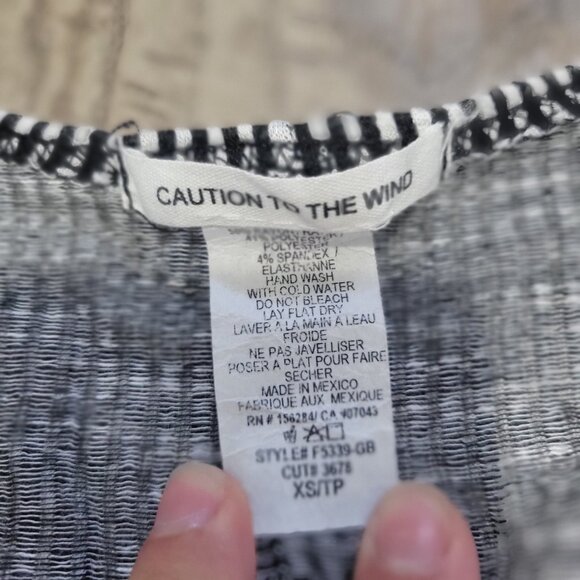 CAUTION TO THE WIND
POLYESTER
4% SPANDEX /
ELASTHANNE
HAND WASH
WITH COLD WATER
DO NOT BLEACH
LAY FLAT DRY
LAVER A LA MAIN A LEAU
FROIDE
NE PAS JAVELLISER
POSER A PLAT POUR FAIRE
SECHER
MADE IN MEXICO
FABRIQUE AUX MEXIQUE
RN # 156284/ CA #07043
STYLE# F5339-GB
CUT# 3678
XS/TP